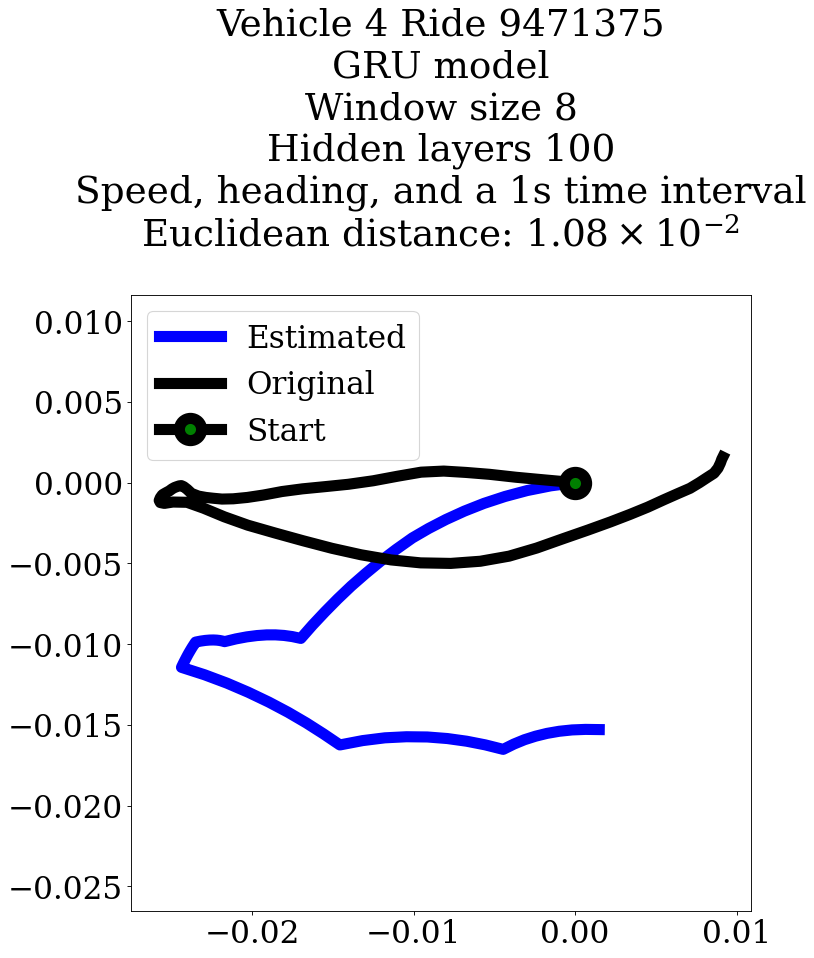 Vehicle 4 Ride 9471375
GRU model
Window size 8
Hidden layers 100
Speed, heading, and a 1s time interval
Euclidean distance: 1.08 × 10⁻²
Estimated
Original
Start
0.010
0.005
0.000
−0.005
−0.010
−0.015
−0.020
−0.025
−0.02 −0.01 0.00 0.01